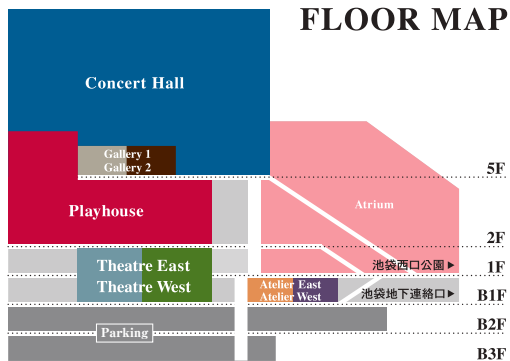 FLOOR MAP
Concert Hall
Gallery 1
Gallery 2
5F
Atrium
Playhouse
2F
Theatre East
Theatre West
池袋西口公園▶
1F
Atelier East
Atelier West
池袋地下連絡口▶
B1F
B2F
Parking
B3F